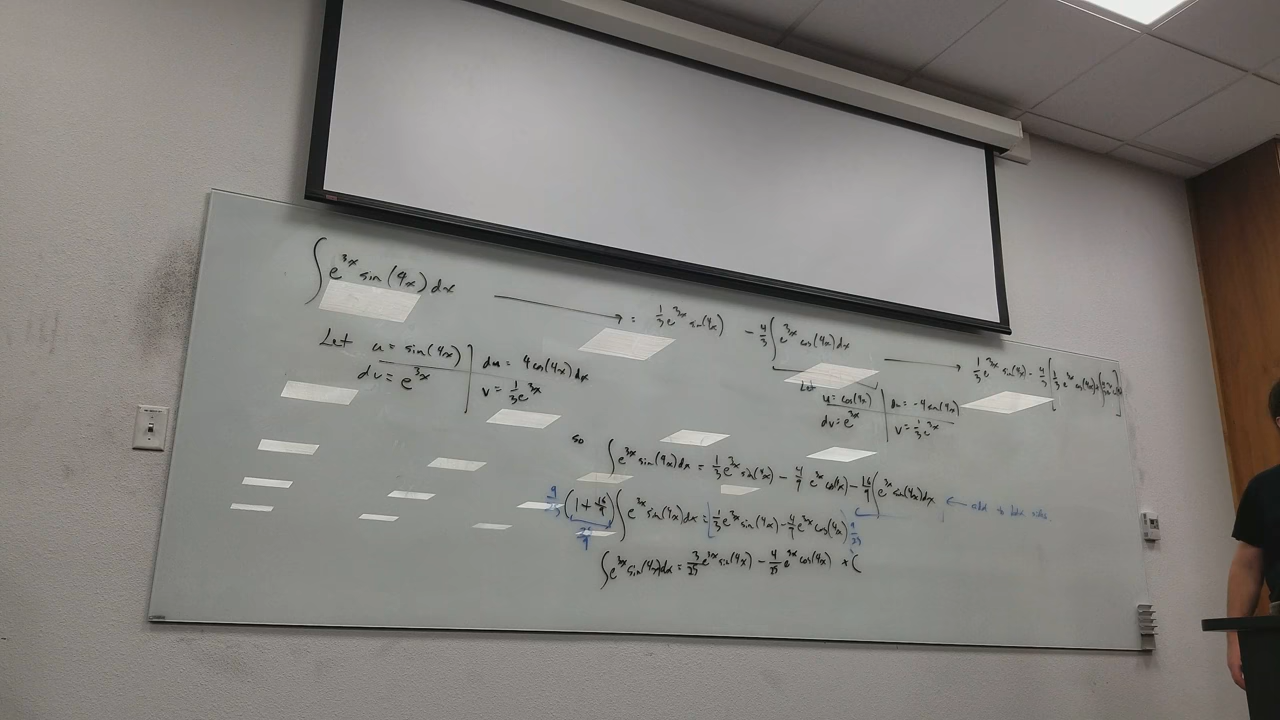 ∫ e^{3x} sin(4x) dx ⟶ = 1/3 e^{3x} sin(4x) - 4/3 ∫ e^{3x} cos(4x) dx ⟶ 1/3 e^{3x} sin(4x) - 4/3 [ 1/3 e^{3x} cos(4x) +
Let u = sin(4x) | du = 4cos(4x) dx
dv = e^{3x} | v = 1/3 e^{3x}
Let
u = cos(4x) | du = -4 sin(4x)
dv = e^{3x} | v = 1/3 e^{3x}
so ∫ e^{3x} sin(4x) dx = 1/3 e^{3x} sin(4x) - 4/9 e^{3x} cos(4x) - 16/9 ∫ e^{3x} sin(4x) dx ← add to both sides.
9/25 (1 + 16/9) ∫ e^{3x} sin(4x) dx = [ 1/3 e^{3x} sin(4x) - 4/9 e^{3x} cos(4x) ] 9/25
25/9
∫ e^{3x} sin(4x) dx = 3/25 e^{3x} sin(4x) - 4/25 e^{3x} cos(4x) + C